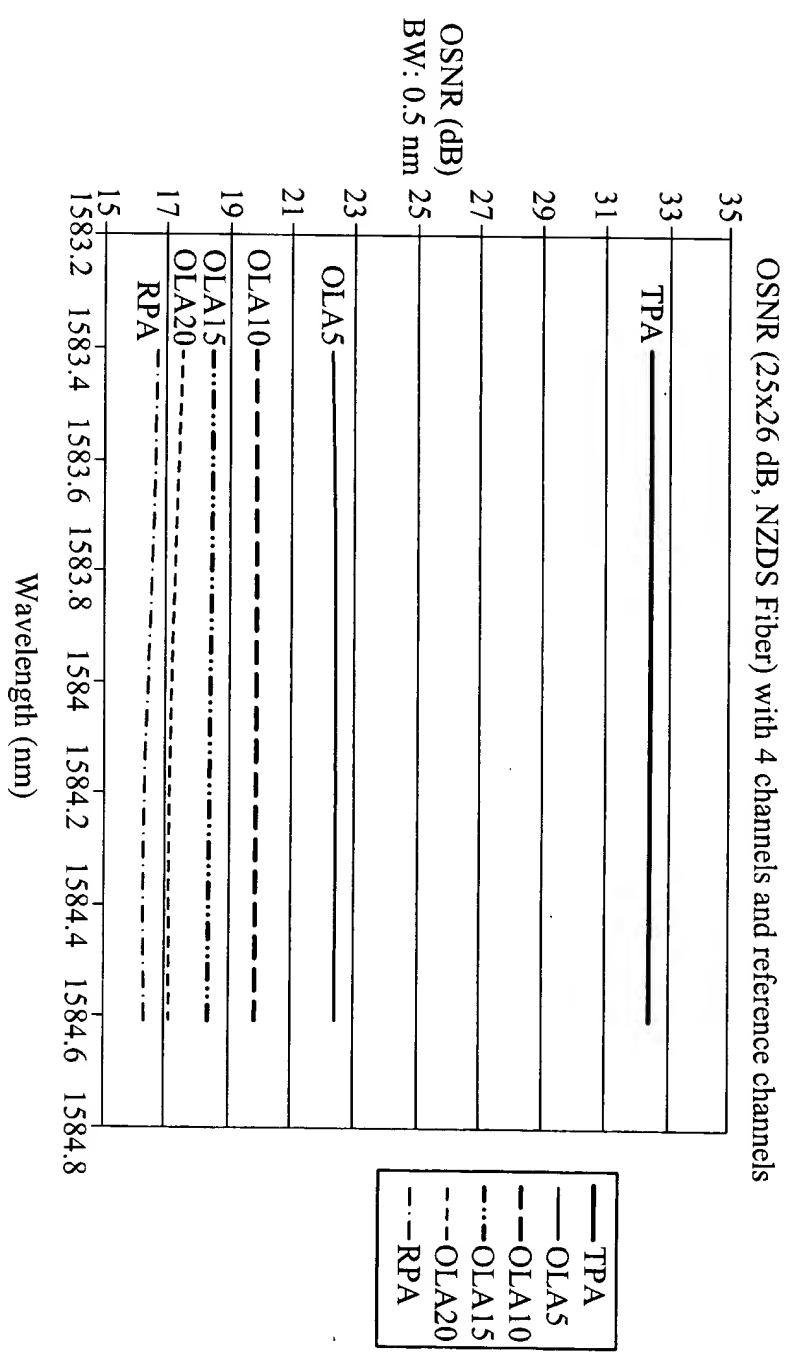 OSNR (25x26 dB, NZDS Fiber) with 4 channels and reference channels
OSNR (dB)
BW: 0.5 nm
35
33
31
29
27
25
23
21
19
17
15
TPA
OLA5
OLA10
OLA15
OLA20
RPA
1583.2 1583.4 1583.6 1583.8 1584 1584.2 1584.4 1584.6 1584.8
Wavelength (nm)
TPA
OLA5
OLA10
OLA15
OLA20
RPA